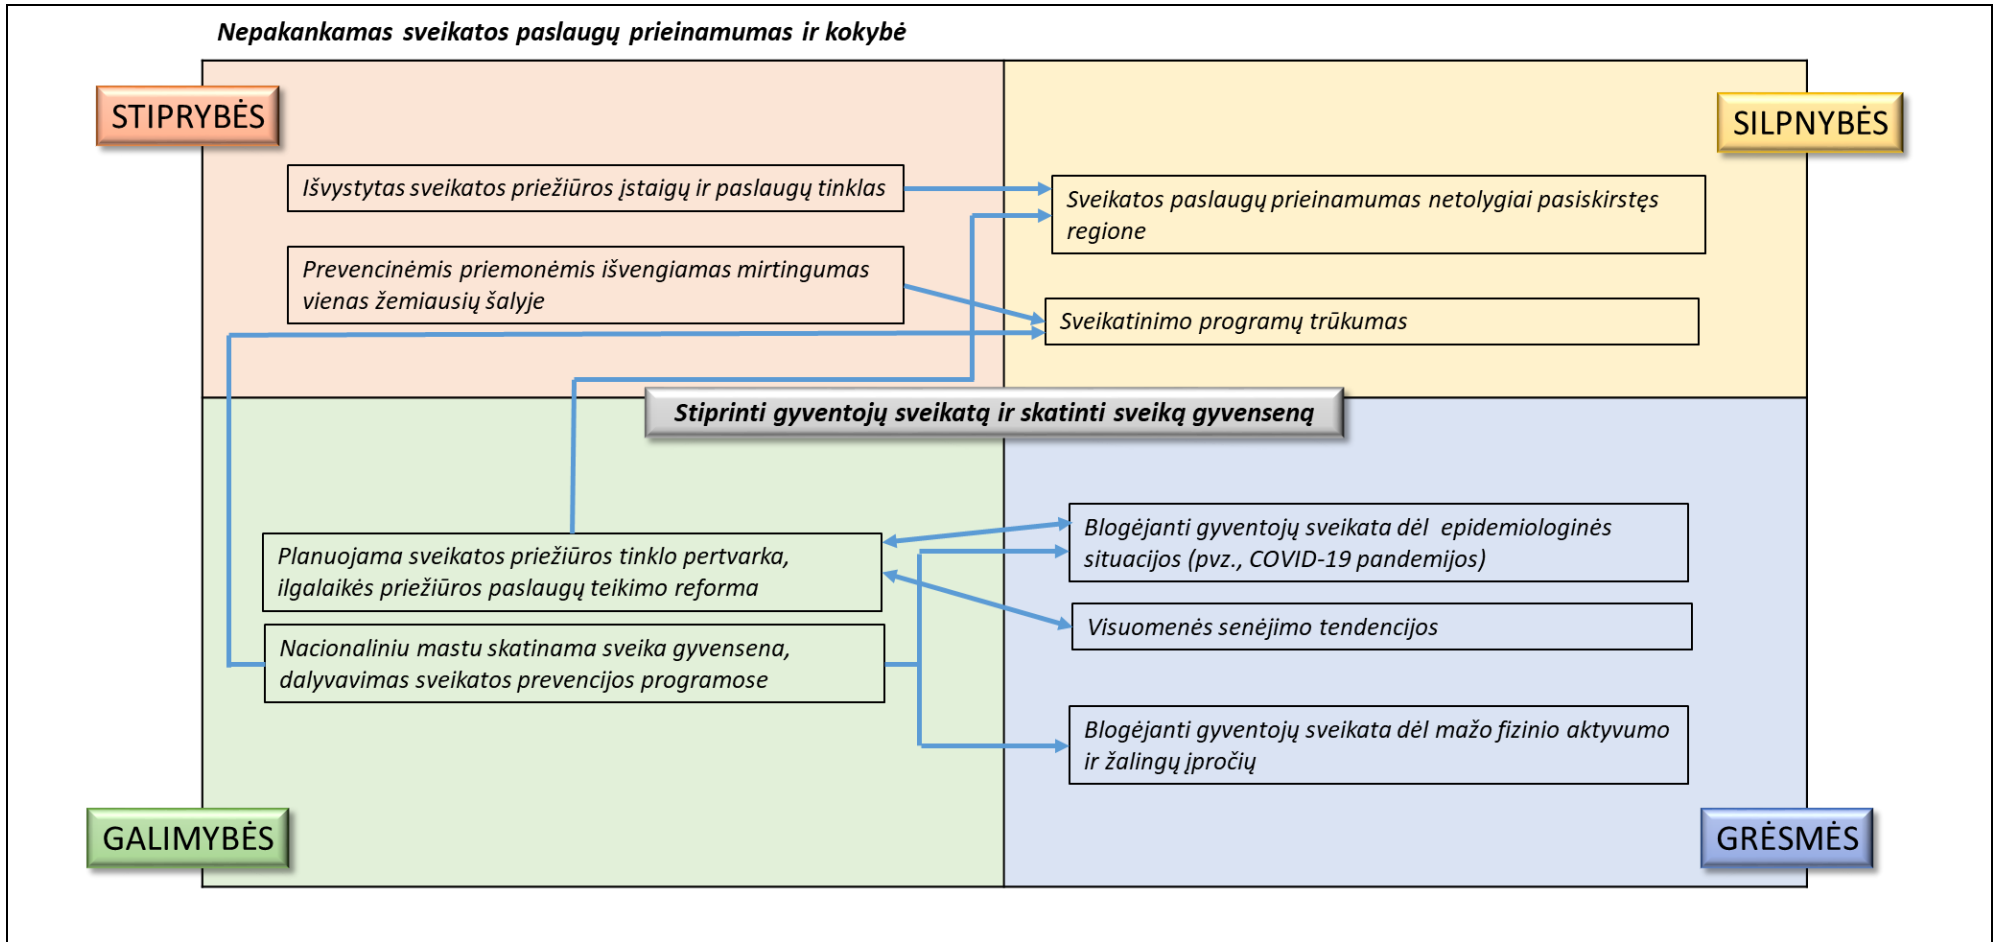 Nepakankamas sveikatos paslaugų prieinamumas ir kokybė
STIPRYBĖS
SILPNYBĖS
Išvystytas sveikatos priežiūros įstaigų ir paslaugų tinklas
Sveikatos paslaugų prieinamumas netolygiai pasiskirstęs
regione
Prevencinėmis priemonėmis išvengiamas mirtingumas
vienas žemiausių šalyje
Sveikatinimo programų trūkumas
Stiprinti gyventojų sveikatą ir skatinti sveiką gyvenseną
Planuojama sveikatos priežiūros tinklo pertvarka,
ilgalaikės priežiūros paslaugų teikimo reforma
Blogėjanti gyventojų sveikata dėl epidemiologinės
situacijos (pvz., COVID-19 pandemijos)
Nacionaliniu mastu skatinama sveika gyvensena,
dalyvavimas sveikatos prevencijos programose
Visuomenės senėjimo tendencijos
Blogėjanti gyventojų sveikata dėl mažo fizinio aktyvumo
ir žalingų įpročių
GALIMYBĖS
GRĖSMĖS